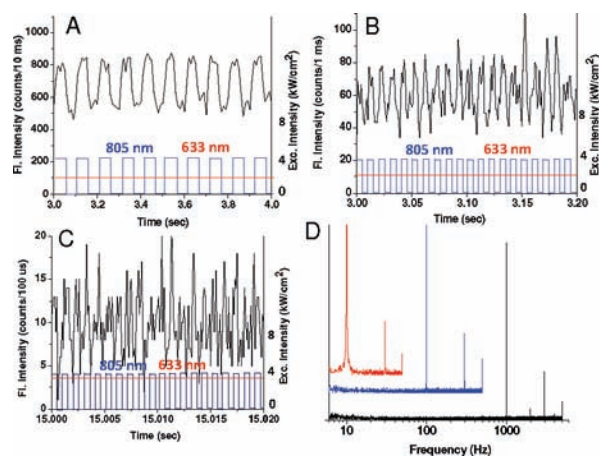 A
Fl. Intensity (counts/10 ms)
1000
800
600
400
200
0
8
4
0
Exc. Intensity (kW/cm²)
805 nm
633 nm
3.0 3.2 3.4 3.6 3.8 4.0
Time (sec)
B
Fl. Intensity (counts/1 ms)
100
80
60
40
20
0
8
4
0
Exc. Intensity (kW/cm²)
805 nm
633 nm
3.00 3.05 3.10 3.15 3.20
Time (sec)
C
Fl. Intensity (counts/100 us)
20
15
10
5
0
8
4
0
Exc. Intensity (kW/cm²)
805 nm
633 nm
15.000 15.005 15.010 15.015 15.020
Time (sec)
D
10 100 1000
Frequency (Hz)